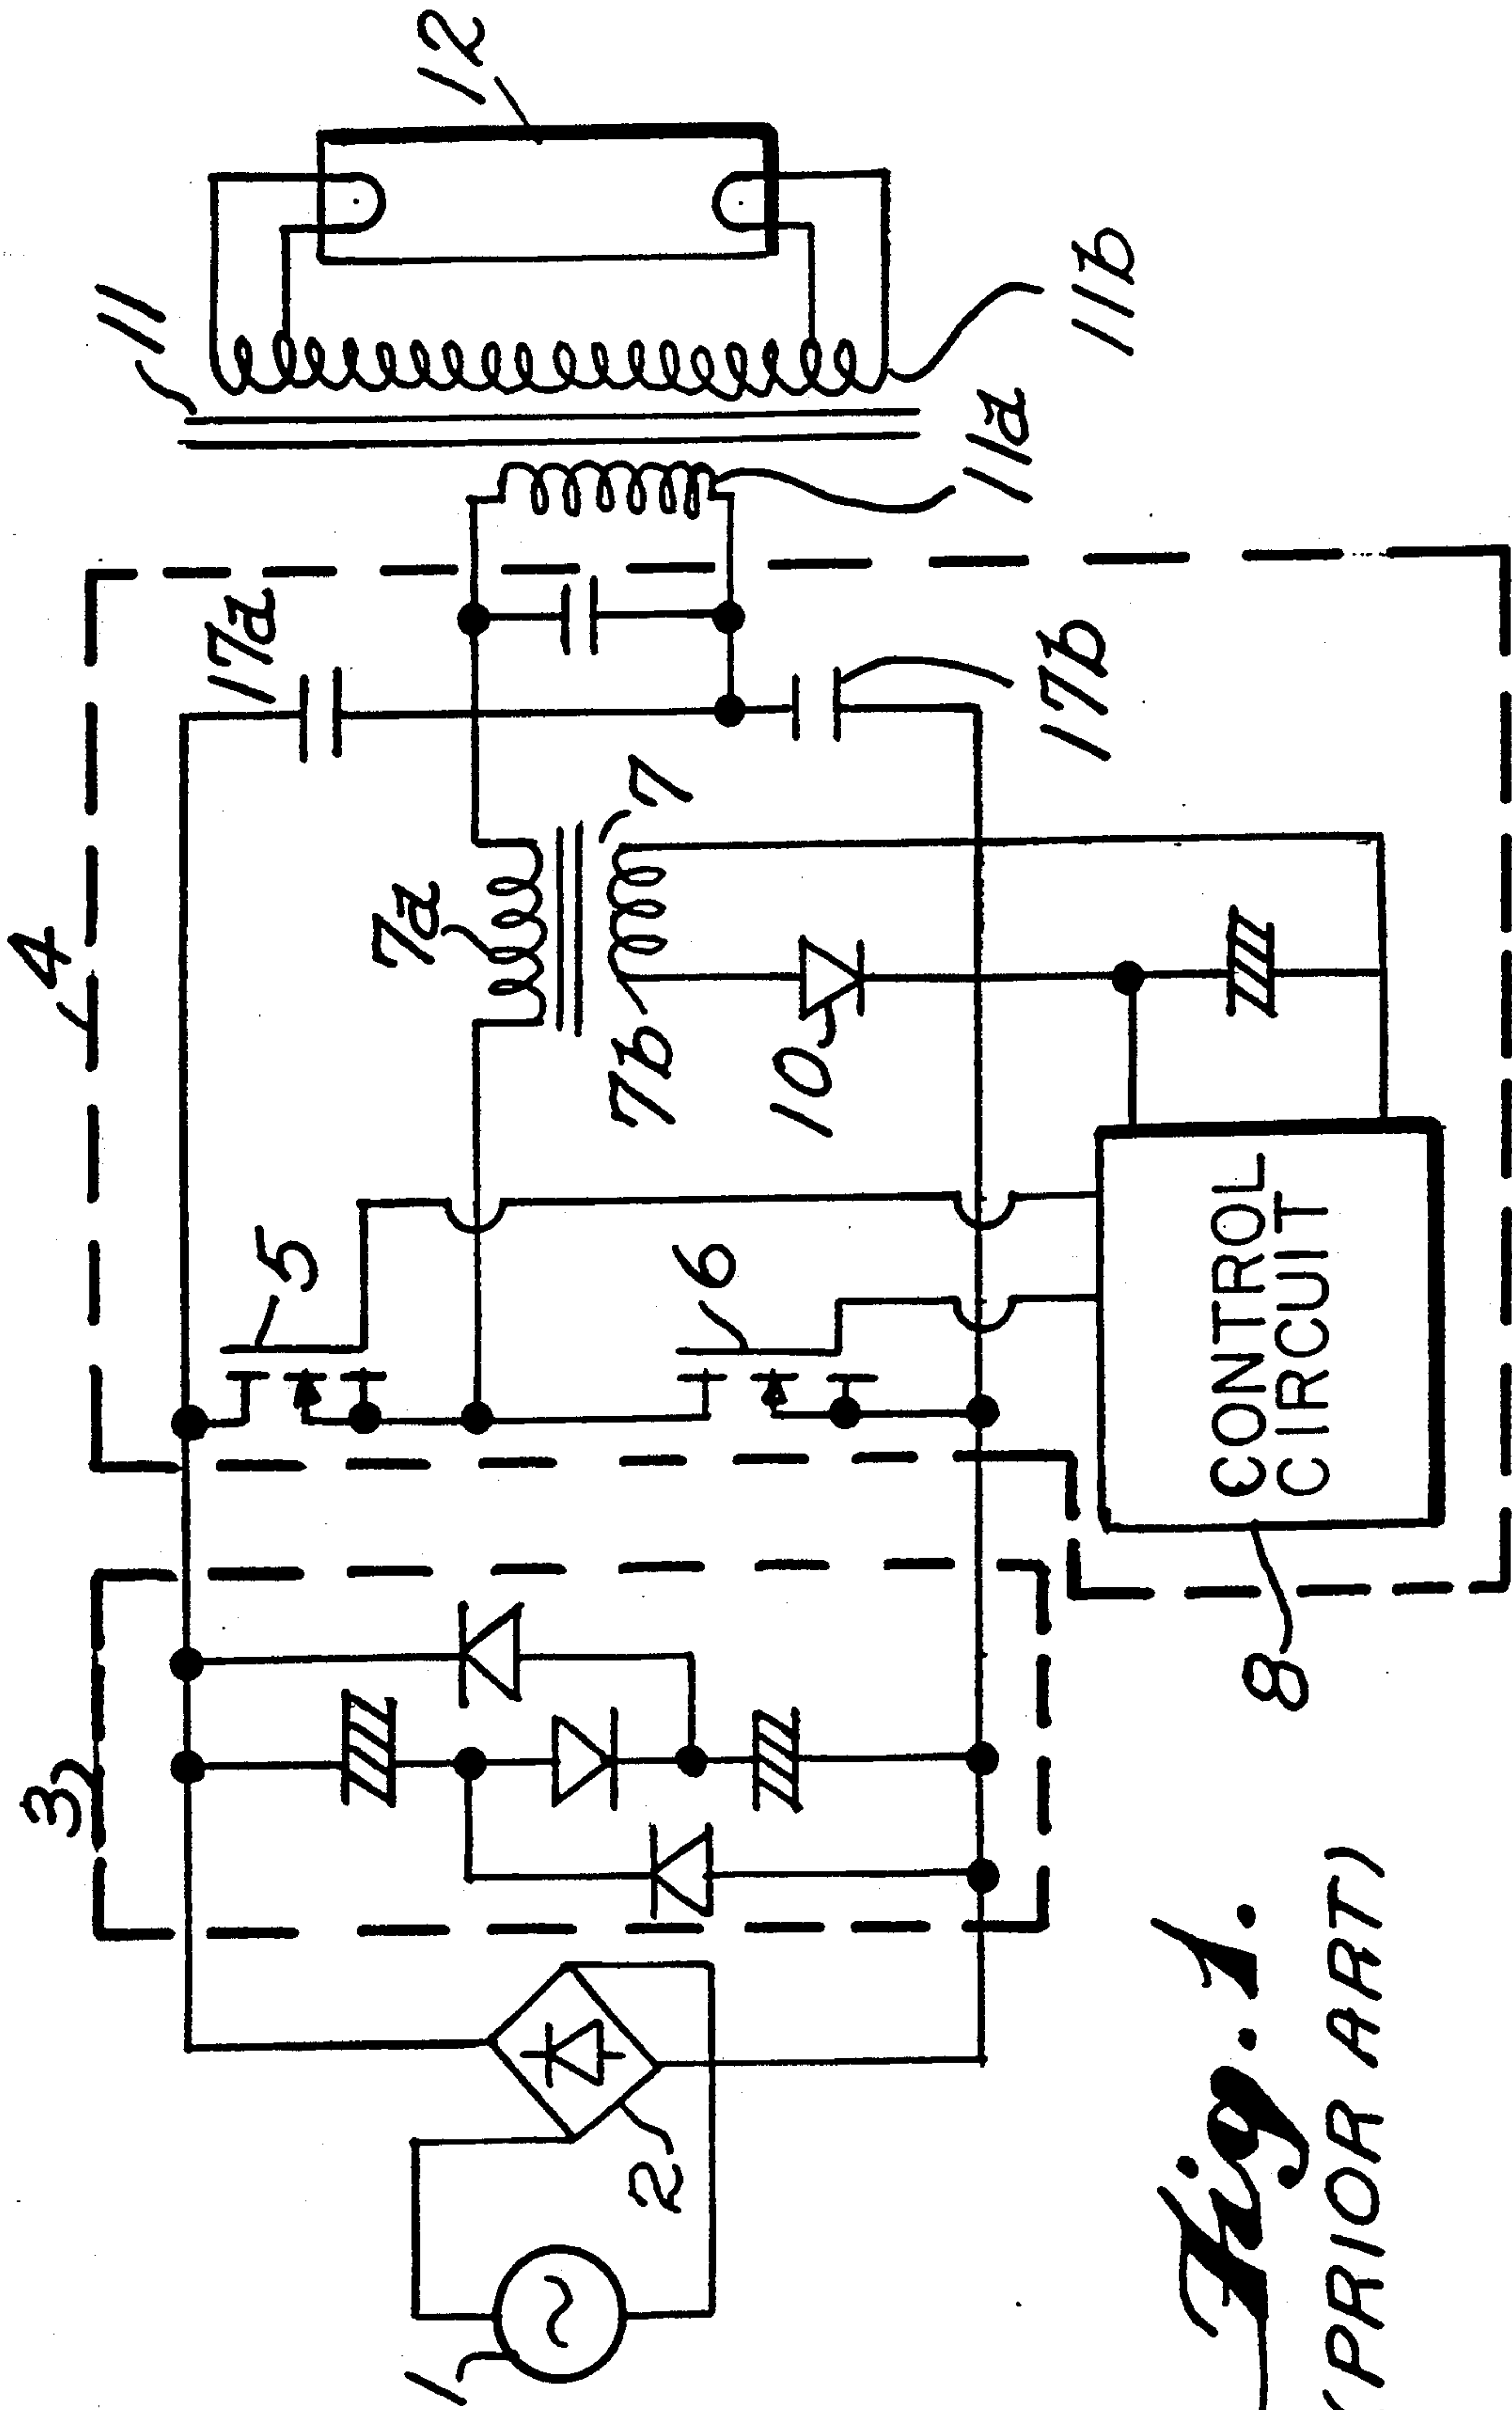 4
3
11
12
17a
5
7a
1
7
6
7b
2
10
11a
17b
11b
CONTROL
CIRCUIT
8
Fig. 1.
(PRIOR ART)